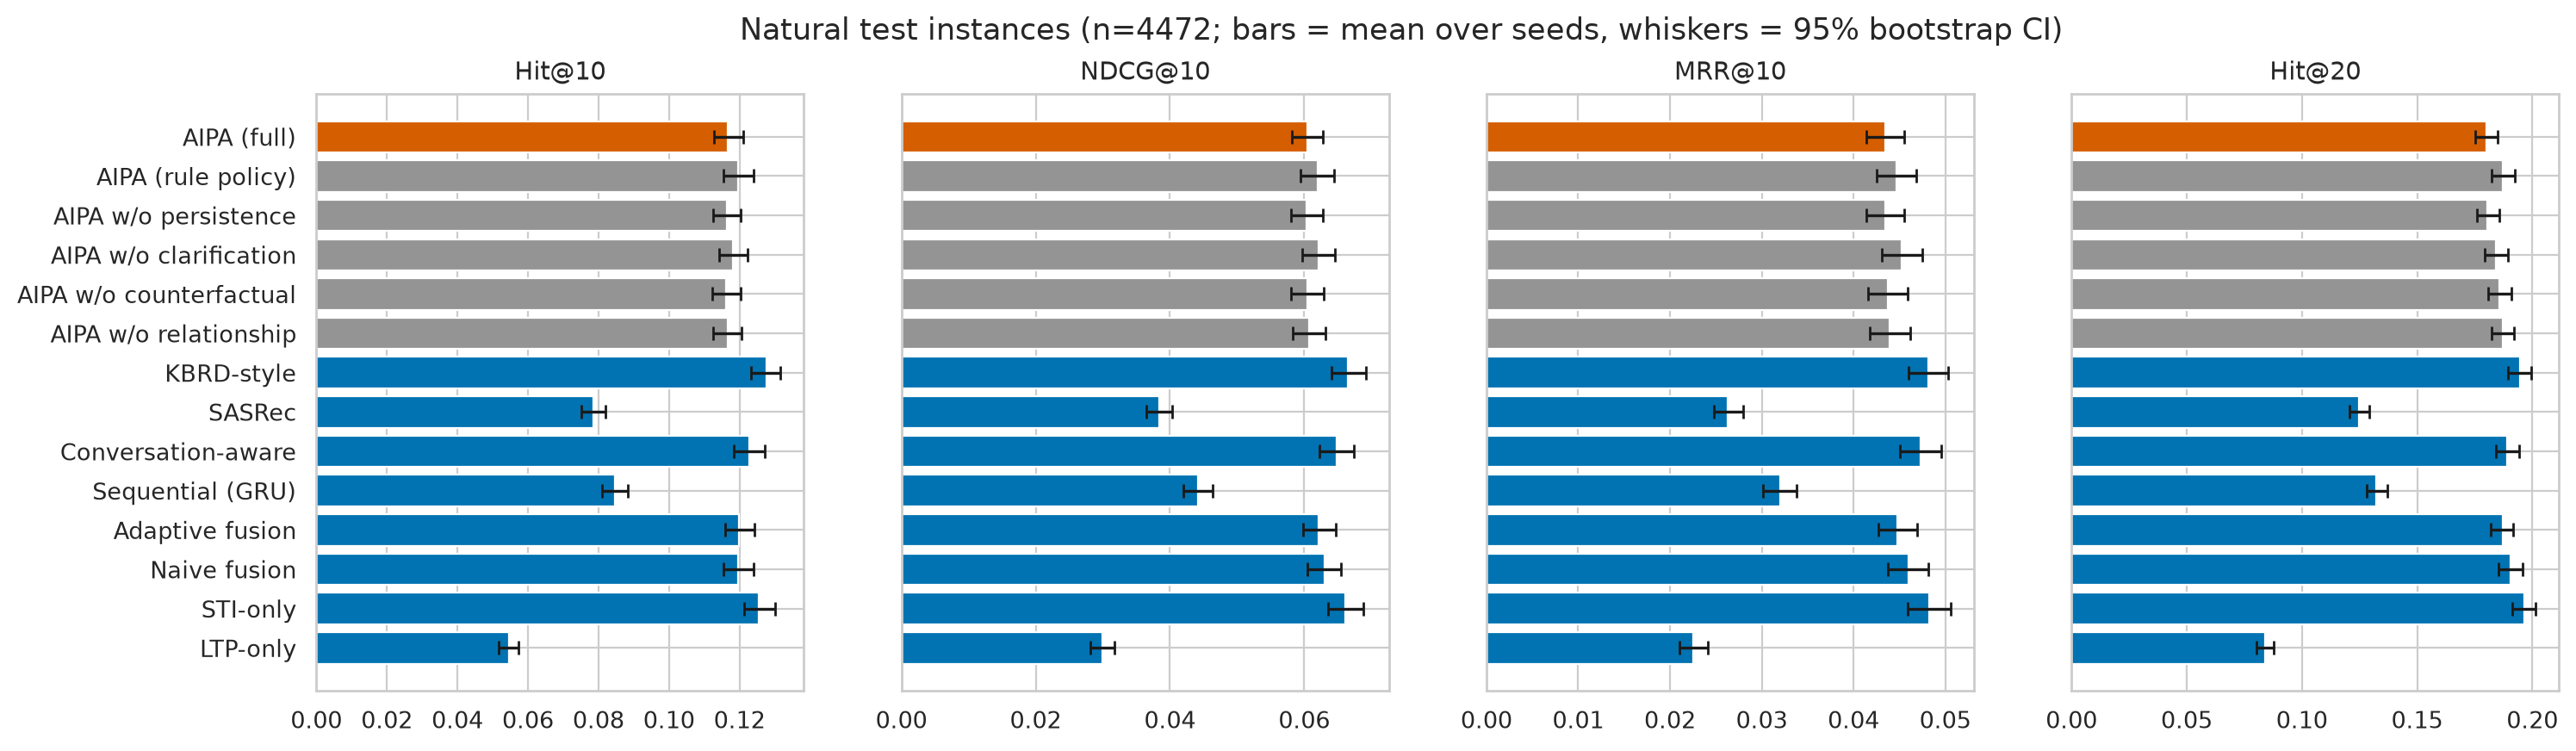 Natural test instances (n=4472; bars = mean over seeds, whiskers = 95% bootstrap CI)
Hit@10 NDCG@10 MRR@10 Hit@20
AIPA (full)
AIPA (rule policy)
AIPA w/o persistence
AIPA w/o clarification
AIPA w/o counterfactual
AIPA w/o relationship
KBRD-style
SASRec
Conversation-aware
Sequential (GRU)
Adaptive fusion
Naive fusion
STI-only
LTP-only
0.00 0.02 0.04 0.06 0.08 0.10 0.12 0.00 0.02 0.04 0.06 0.00 0.01 0.02 0.03 0.04 0.05 0.00 0.05 0.10 0.15 0.20